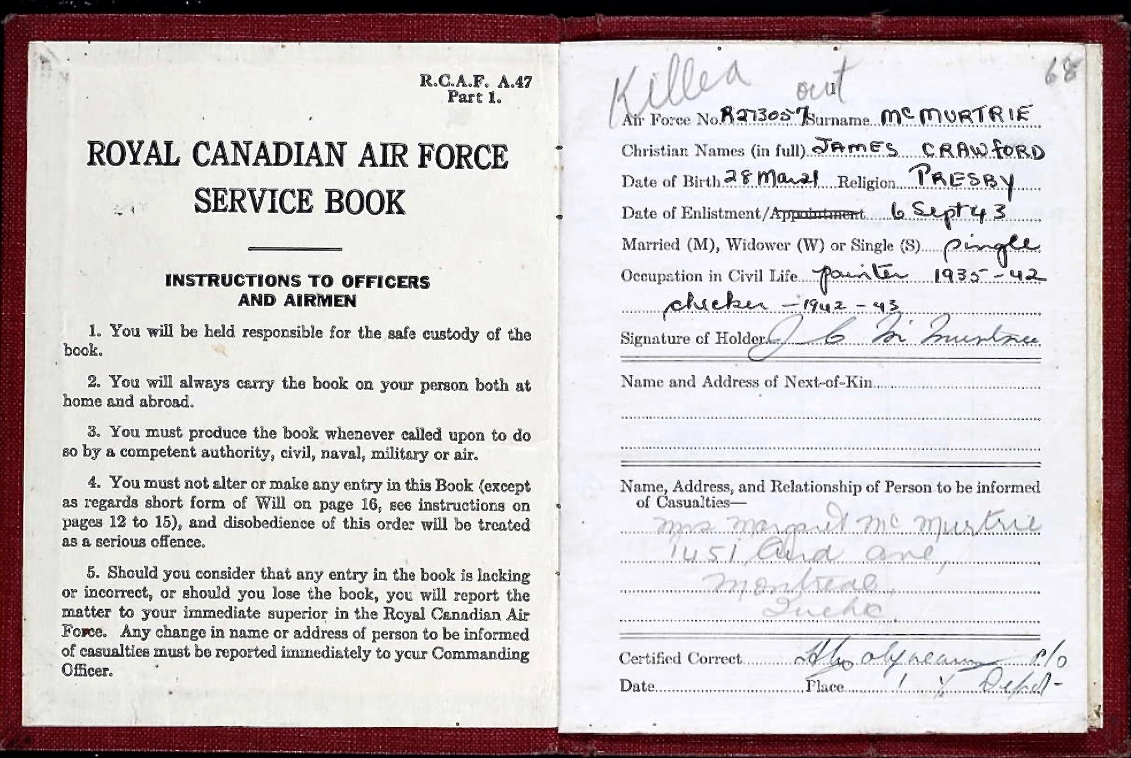 R.C.A.F. A.47
Part 1.
ROYAL CANADIAN AIR FORCE
SERVICE BOOK
INSTRUCTIONS TO OFFICERS
AND AIRMEN
1. You will be held responsible for the safe custody of the
book.
2. You will always carry the book on your person both at
home and abroad.
3. You must produce the book whenever called upon to do
so by a competent authority, civil, naval, military or air.
4. You must not alter or make any entry in this Book (except
as regards short form of Will on page 16, see instructions on
pages 12 to 15), and disobedience of this order will be treated
as a serious offence.
5. Should you consider that any entry in the book is lacking
or incorrect, or should you lose the book, you will report the
matter to your immediate superior in the Royal Canadian Air
Force. Any change in name or address of person to be informed
of casualties must be reported immediately to your Commanding
Officer.
68
Killed out
Air Force No. R273057 Surname McMURTRIE
Christian Names (in full) JAMES CRAWFORD
Date of Birth 28 Mar 21 Religion PRESBY
Date of Enlistment/Appointment 6 Sept 43
Married (M), Widower (W) or Single (S) single
Occupation in Civil Life painter 1935-42
checker - 1942-43
Signature of Holder J C McMurtrie
Name and Address of Next-of-Kin
Name, Address, and Relationship of Person to be informed
of Casualties—
Mrs Margaret McMurtrie
1451 Ave,
Montreal
Certified Correct P/O
Date Place Depot